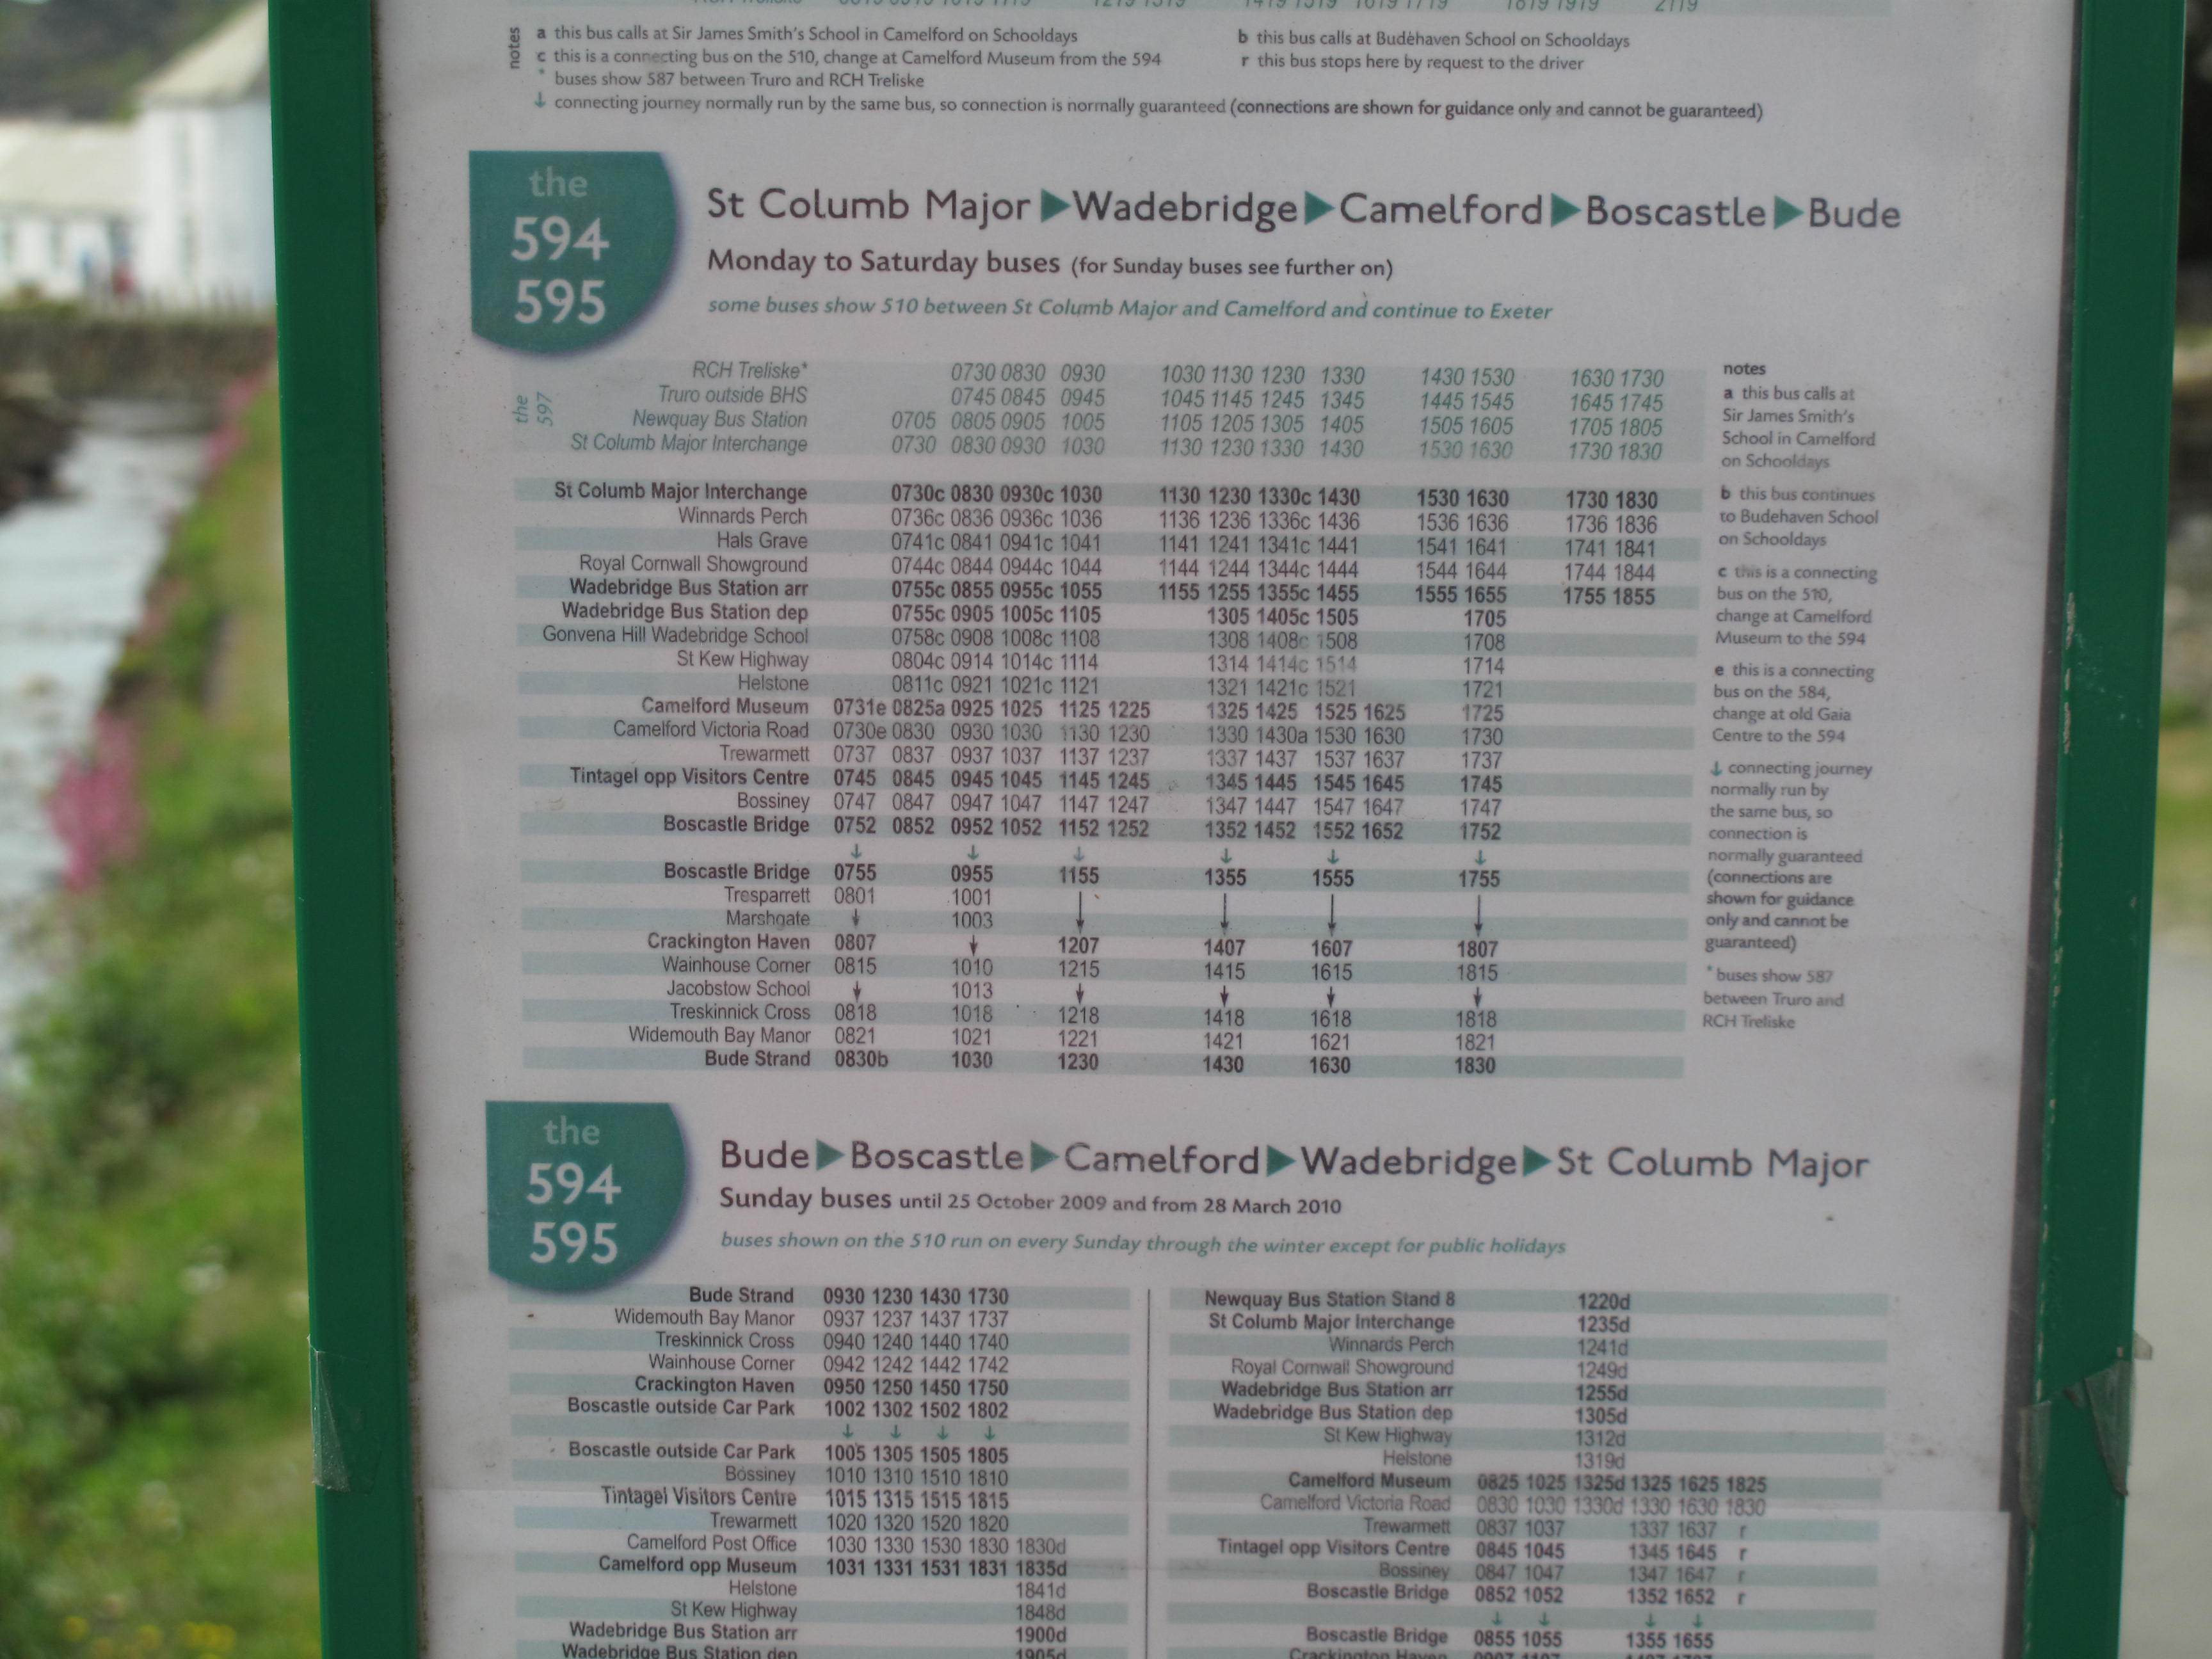 notes
a this bus calls at Sir James Smith's School in Camelford on Schooldays
b this bus calls at Budehaven School on Schooldays
c this is a connecting bus on the 510, change at Camelford Museum from the 594
r this bus stops here by request to the driver
* buses show 587 between Truro and RCH Treliske
↓ connecting journey normally run by the same bus, so connection is normally guaranteed (connections are shown for guidance only and cannot be guaranteed)
the
594
595
St Columb Major ▶ Wadebridge ▶ Camelford ▶ Boscastle ▶ Bude
Monday to Saturday buses (for Sunday buses see further on)
some buses show 510 between St Columb Major and Camelford and continue to Exeter
the 597
RCH Treliske* 0730 0830 0930 1030 1130 1230 1330 1430 1530 1630 1730
Truro outside BHS 0745 0845 0945 1045 1145 1245 1345 1445 1545 1645 1745
Newquay Bus Station 0705 0805 0905 1005 1105 1205 1305 1405 1505 1605 1705 1805
St Columb Major Interchange 0730 0830 0930 1030 1130 1230 1330 1430 1530 1630 1730 1830
St Columb Major Interchange 0730c 0830 0930c 1030 1130 1230 1330c 1430 1530 1630 1730 1830
Winnards Perch 0736c 0836 0936c 1036 1136 1236 1336c 1436 1536 1636 1736 1836
Hals Grave 0741c 0841 0941c 1041 1141 1241 1341c 1441 1541 1641 1741 1841
Royal Cornwall Showground 0744c 0844 0944c 1044 1144 1244 1344c 1444 1544 1644 1744 1844
Wadebridge Bus Station arr 0755c 0855 0955c 1055 1155 1255 1355c 1455 1555 1655 1755 1855
Wadebridge Bus Station dep 0755c 0905 1005c 1105 1305 1405c 1505 1705
Gonvena Hill Wadebridge School 0758c 0908 1008c 1108 1308 1408c 1508 1708
St Kew Highway 0804c 0914 1014c 1114 1314 1414c 1514 1714
Helstone 0811c 0921 1021c 1121 1321 1421c 1521 1721
Camelford Museum 0731e 0825a 0925 1025 1125 1225 1325 1425 1525 1625 1725
Camelford Victoria Road 0730e 0830 0930 1030 1130 1230 1330 1430a 1530 1630 1730
Trewarmett 0737 0837 0937 1037 1137 1237 1337 1437 1537 1637 1737
Tintagel opp Visitors Centre 0745 0845 0945 1045 1145 1245 1345 1445 1545 1645 1745
Bossiney 0747 0847 0947 1047 1147 1247 1347 1447 1547 1647 1747
Boscastle Bridge 0752 0852 0952 1052 1152 1252 1352 1452 1552 1652 1752
↓ ↓ ↓ ↓ ↓ ↓
Boscastle Bridge 0755 0955 1155 1355 1555 1755
Tresparrett 0801 1001
Marshgate ↓ 1003 ↓ ↓ ↓ ↓
Crackington Haven 0807 ↓ 1207 1407 1607 1807
Wainhouse Corner 0815 1010 1215 1415 1615 1815
Jacobstow School ↓ 1013 ↓ ↓ ↓ ↓
Treskinnick Cross 0818 1018 1218 1418 1618 1818
Widemouth Bay Manor 0821 1021 1221 1421 1621 1821
Bude Strand 0830b 1030 1230 1430 1630 1830
notes
a this bus calls at
Sir James Smith's
School in Camelford
on Schooldays
b this bus continues
to Budehaven School
on Schooldays
c this is a connecting
bus on the 510,
change at Camelford
Museum to the 594
e this is a connecting
bus on the 584,
change at old Gaia
Centre to the 594
↓ connecting journey
normally run by
the same bus, so
connection is
normally guaranteed
(connections are
shown for guidance
only and cannot be
guaranteed)
* buses show 587
between Truro and
RCH Treliske
the
594
595
Bude ▶ Boscastle ▶ Camelford ▶ Wadebridge ▶ St Columb Major
Sunday buses until 25 October 2009 and from 28 March 2010
buses shown on the 510 run on every Sunday through the winter except for public holidays
Bude Strand 0930 1230 1430 1730
Widemouth Bay Manor 0937 1237 1437 1737
Treskinnick Cross 0940 1240 1440 1740
Wainhouse Corner 0942 1242 1442 1742
Crackington Haven 0950 1250 1450 1750
Boscastle outside Car Park 1002 1302 1502 1802
↓ ↓ ↓ ↓
Boscastle outside Car Park 1005 1305 1505 1805
Bossiney 1010 1310 1510 1810
Tintagel Visitors Centre 1015 1315 1515 1815
Trewarmett 1020 1320 1520 1820
Camelford Post Office 1030 1330 1530 1830 1830d
Camelford opp Museum 1031 1331 1531 1831 1835d
Helstone 1841d
St Kew Highway 1848d
Wadebridge Bus Station arr 1900d
Wadebridge Bus Station dep 1905d
Newquay Bus Station Stand 8 1220d
St Columb Major Interchange 1235d
Winnards Perch 1241d
Royal Cornwall Showground 1249d
Wadebridge Bus Station arr 1255d
Wadebridge Bus Station dep 1305d
St Kew Highway 1312d
Helstone 1319d
Camelford Museum 0825 1025 1325d 1325 1625 1825
Camelford Victoria Road 0830 1030 1330d 1330 1630 1830
Trewarmett 0837 1037 1337 1637 r
Tintagel opp Visitors Centre 0845 1045 1345 1645 r
Bossiney 0847 1047 1347 1647 r
Boscastle Bridge 0852 1052 1352 1652 r
↓ ↓ ↓ ↓
Boscastle Bridge 0855 1055 1355 1655
Crackington Haven